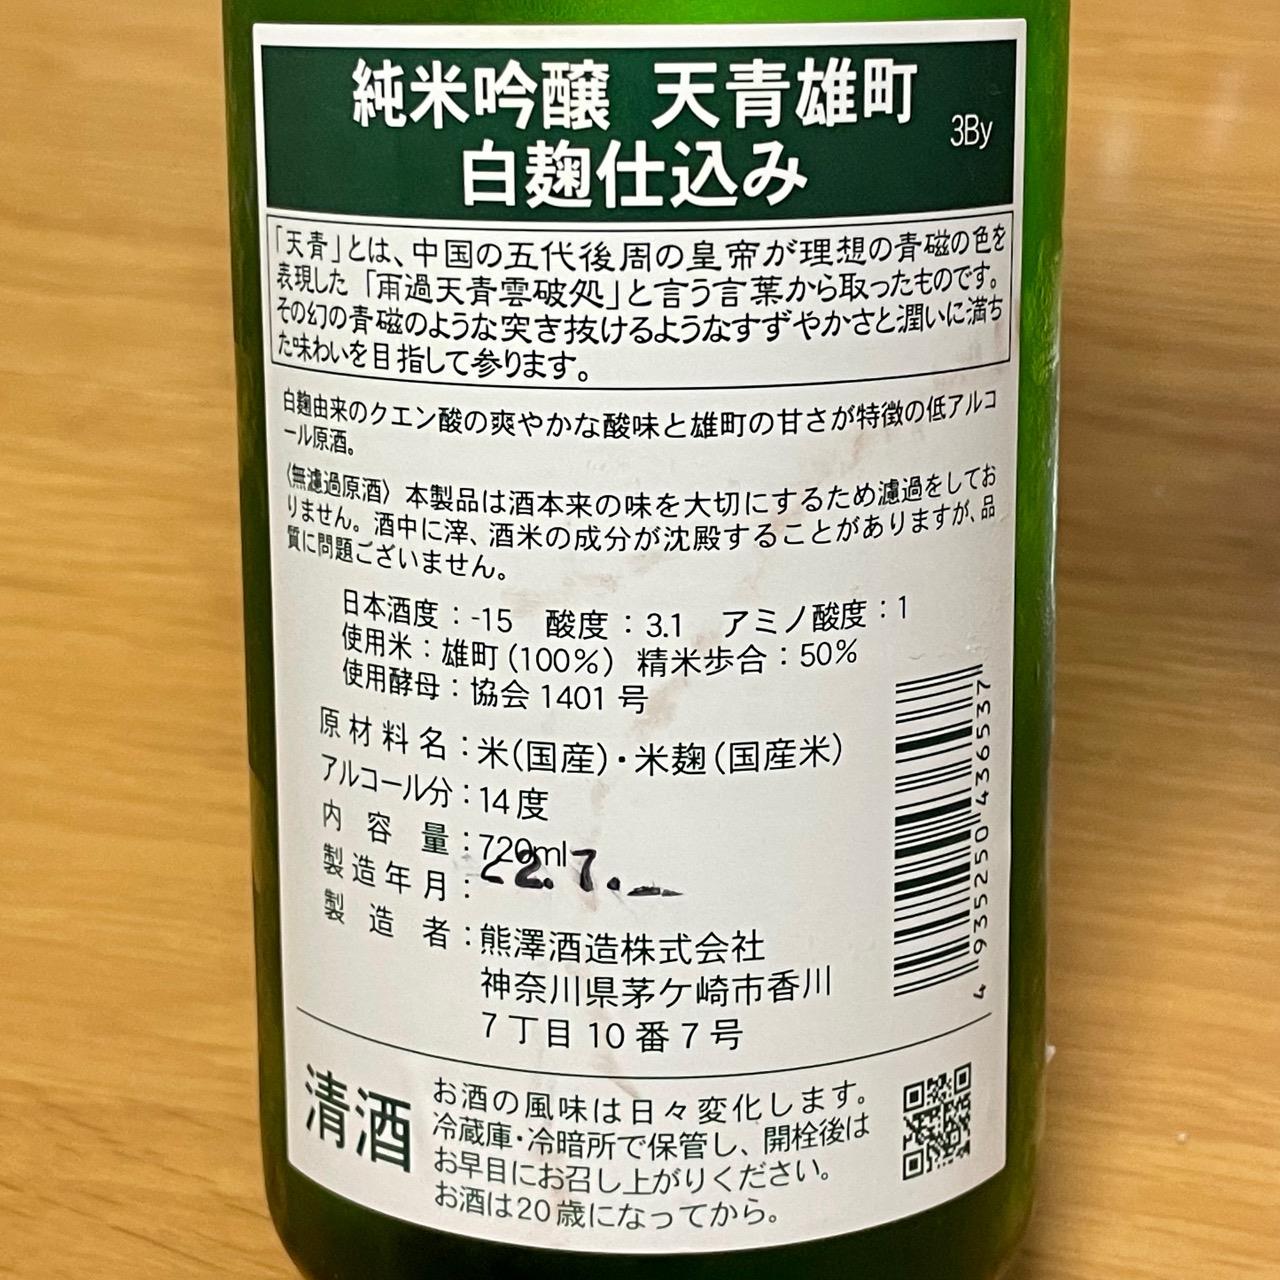 純米吟醸 天青雄町
3By
白麹仕込み
「天青」とは、中国の五代後周の皇帝が理想の青磁の色を
表現した「雨過天青雲破処」と言う言葉から取ったものです。
その幻の青磁のような突き抜けるようなすずやかさと潤いに満ち
た味わいを目指して参ります。
白麹由来のクエン酸の爽やかな酸味と雄町の甘さが特徴の低アルコ
ール原酒。
〈無濾過原酒〉本製品は酒本来の味を大切にするため濾過をしてお
りません。酒中に滓、酒米の成分が沈殿することがありますが、品
質に問題ございません。
日本酒度：-15 酸度：3.1 アミノ酸度：1
使用米：雄町(100%) 精米歩合：50%
使用酵母：協会1401号
原材料名：米(国産)・米麹(国産米)
アルコール分：14度
内容量：720ml
製造年月：22.7.
製造者：熊澤酒造株式会社
神奈川県茅ケ崎市香川
7丁目10番7号
4935250436537
清酒
お酒の風味は日々変化します。
冷蔵庫・冷暗所で保管し、開栓後は
お早目にお召し上がりください。
お酒は20歳になってから。